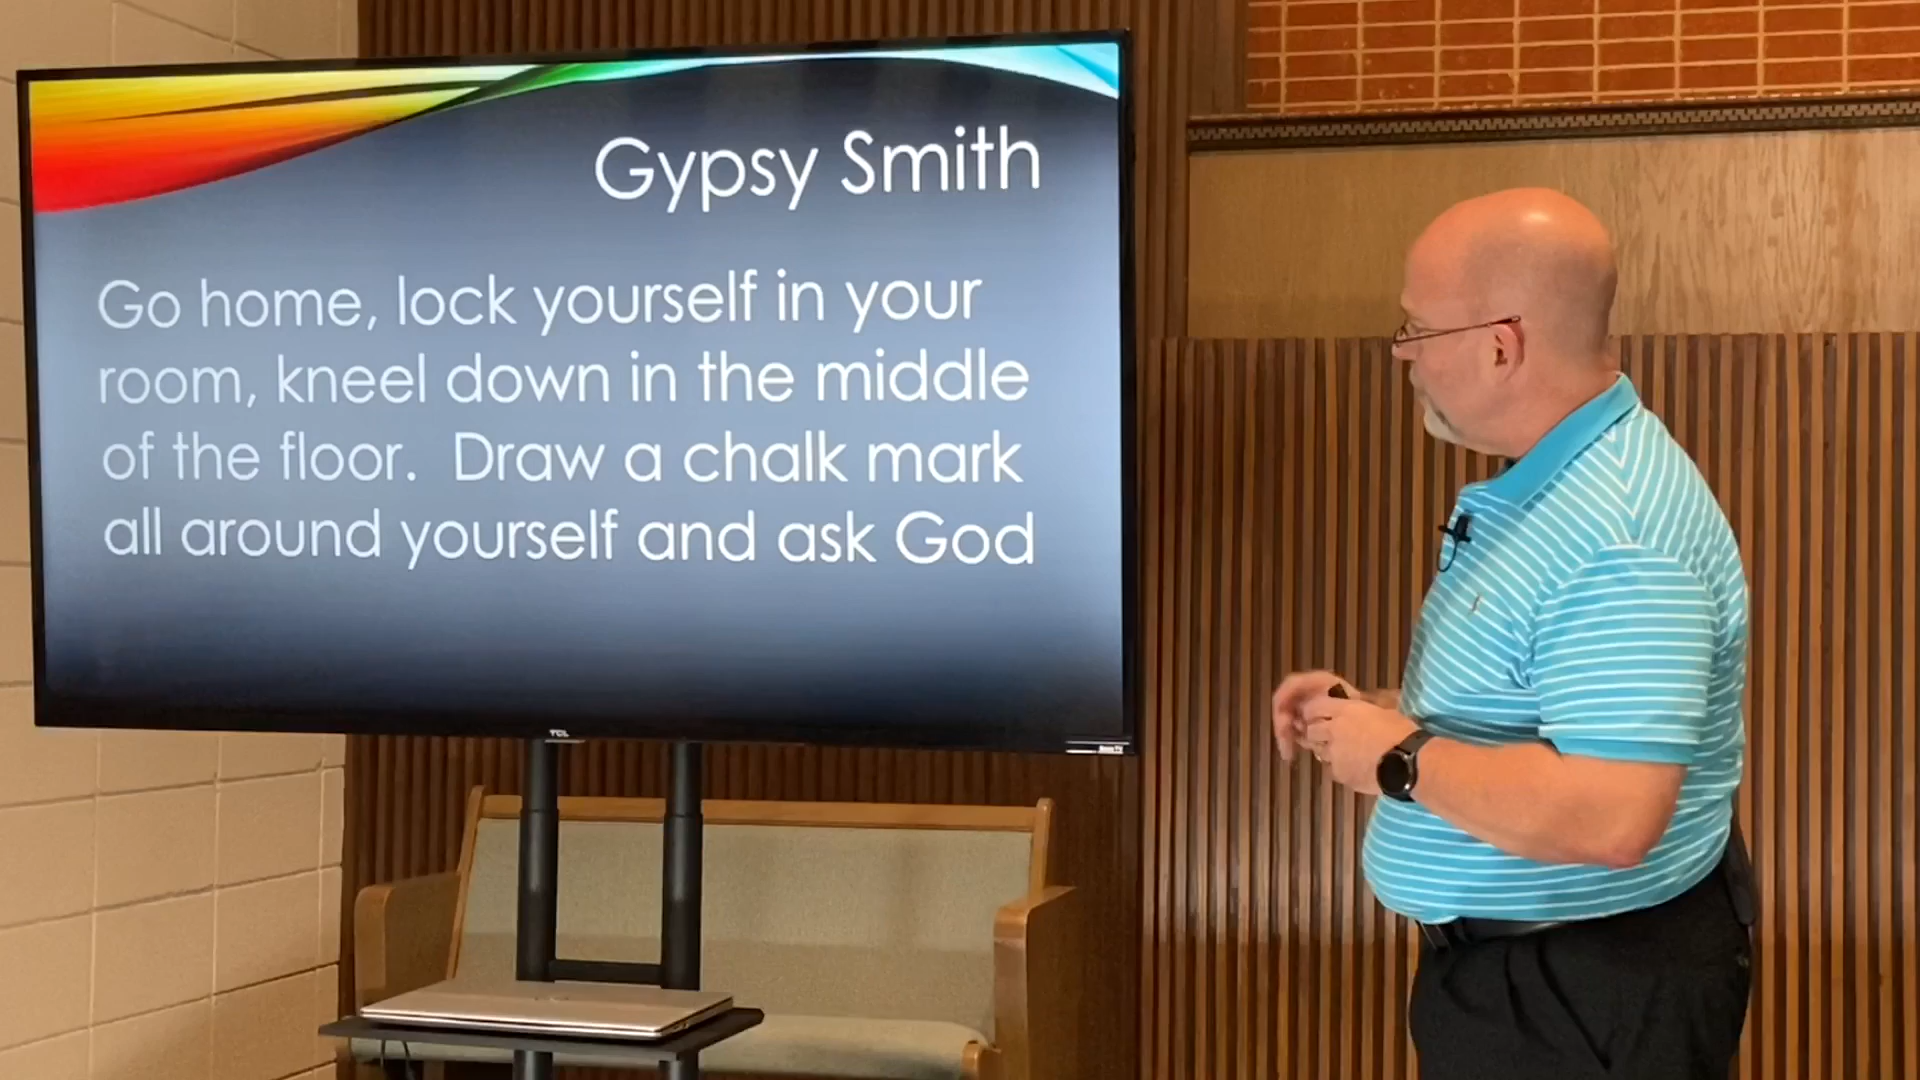 Gypsy Smith
Go home, lock yourself in your
room, kneel down in the middle
of the floor.  Draw a chalk mark
all around yourself and ask God
TCL